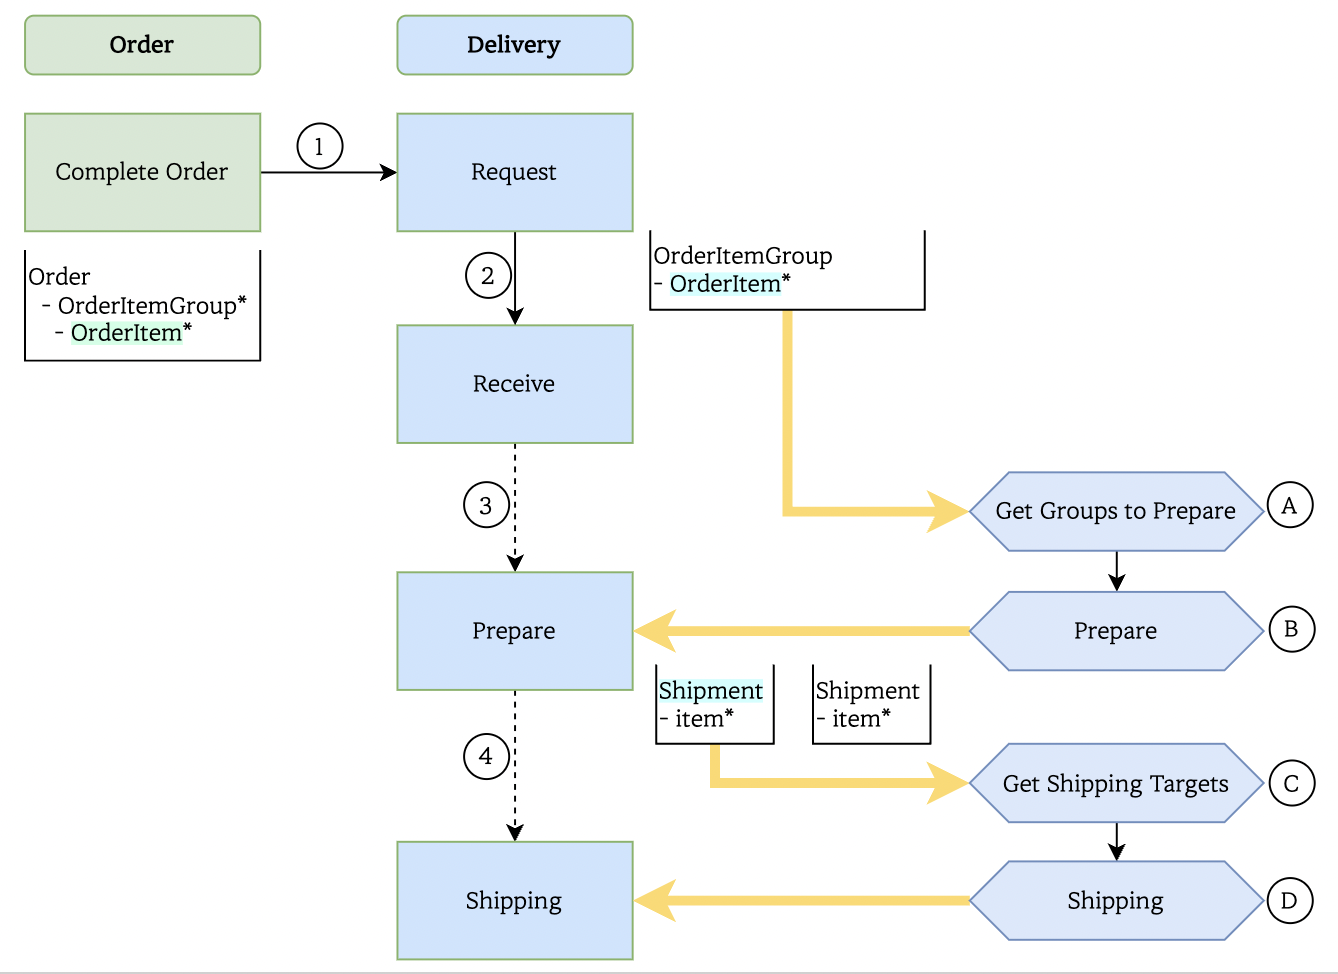 Order
Delivery
Complete Order
1
Request
Order
- OrderItemGroup*
- OrderItem*
2
OrderItemGroup
- OrderItem*
Receive
3
Get Groups to Prepare
A
Prepare
Prepare
B
Shipment
- item*
Shipment
- item*
4
Get Shipping Targets
C
Shipping
Shipping
D